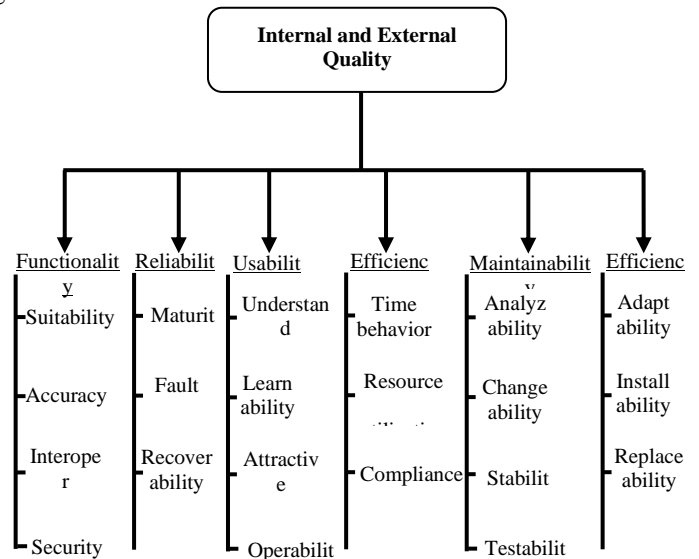 Internal and External
Quality
Functionalit
y
Suitability
Accuracy
Interope
r
Security
Reliabilit
Maturit
Fault
Recover
ability
Usabilit
Understan
d
Learn
ability
Attractiv
e
Operabilit
Efficienc
Time
behavior
Resource
Compliance
Maintainabilit
Analyz
ability
Change
ability
Stabilit
Testabilit
Efficienc
Adapt
ability
Install
ability
Replace
ability